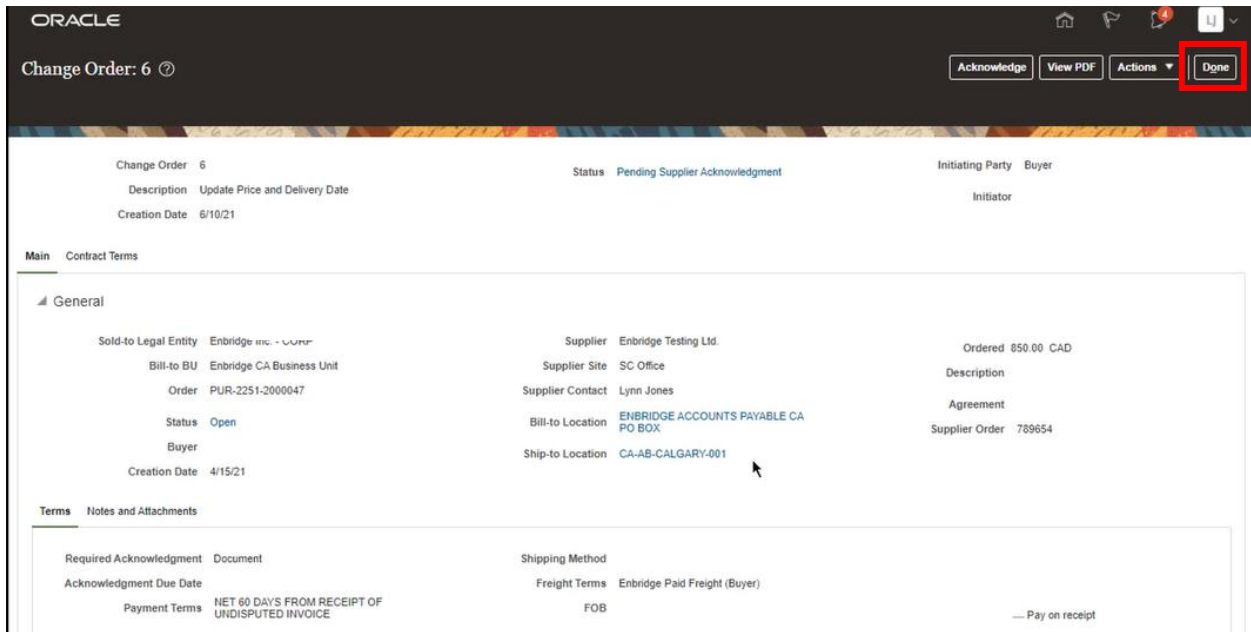 ORACLE
4
LJ
Change Order: 6
Acknowledge View PDF Actions Done
Change Order 6
Description Update Price and Delivery Date
Creation Date 6/10/21
Status Pending Supplier Acknowledgment
Initiating Party Buyer
Initiator
Main Contract Terms
General
Sold-to Legal Entity Enbridge Inc. - CORP
Bill-to BU Enbridge CA Business Unit
Order PUR-2251-2000047
Status Open
Buyer
Creation Date 4/15/21
Supplier Enbridge Testing Ltd.
Supplier Site SC Office
Supplier Contact Lynn Jones
Bill-to Location ENBRIDGE ACCOUNTS PAYABLE CA
PO BOX
Ship-to Location CA-AB-CALGARY-001
Ordered 850.00 CAD
Description
Agreement
Supplier Order 789654
Terms Notes and Attachments
Required Acknowledgment Document
Acknowledgment Due Date
Payment Terms NET 60 DAYS FROM RECEIPT OF
UNDISPUTED INVOICE
Shipping Method
Freight Terms Enbridge Paid Freight (Buyer)
FOB
Pay on receipt